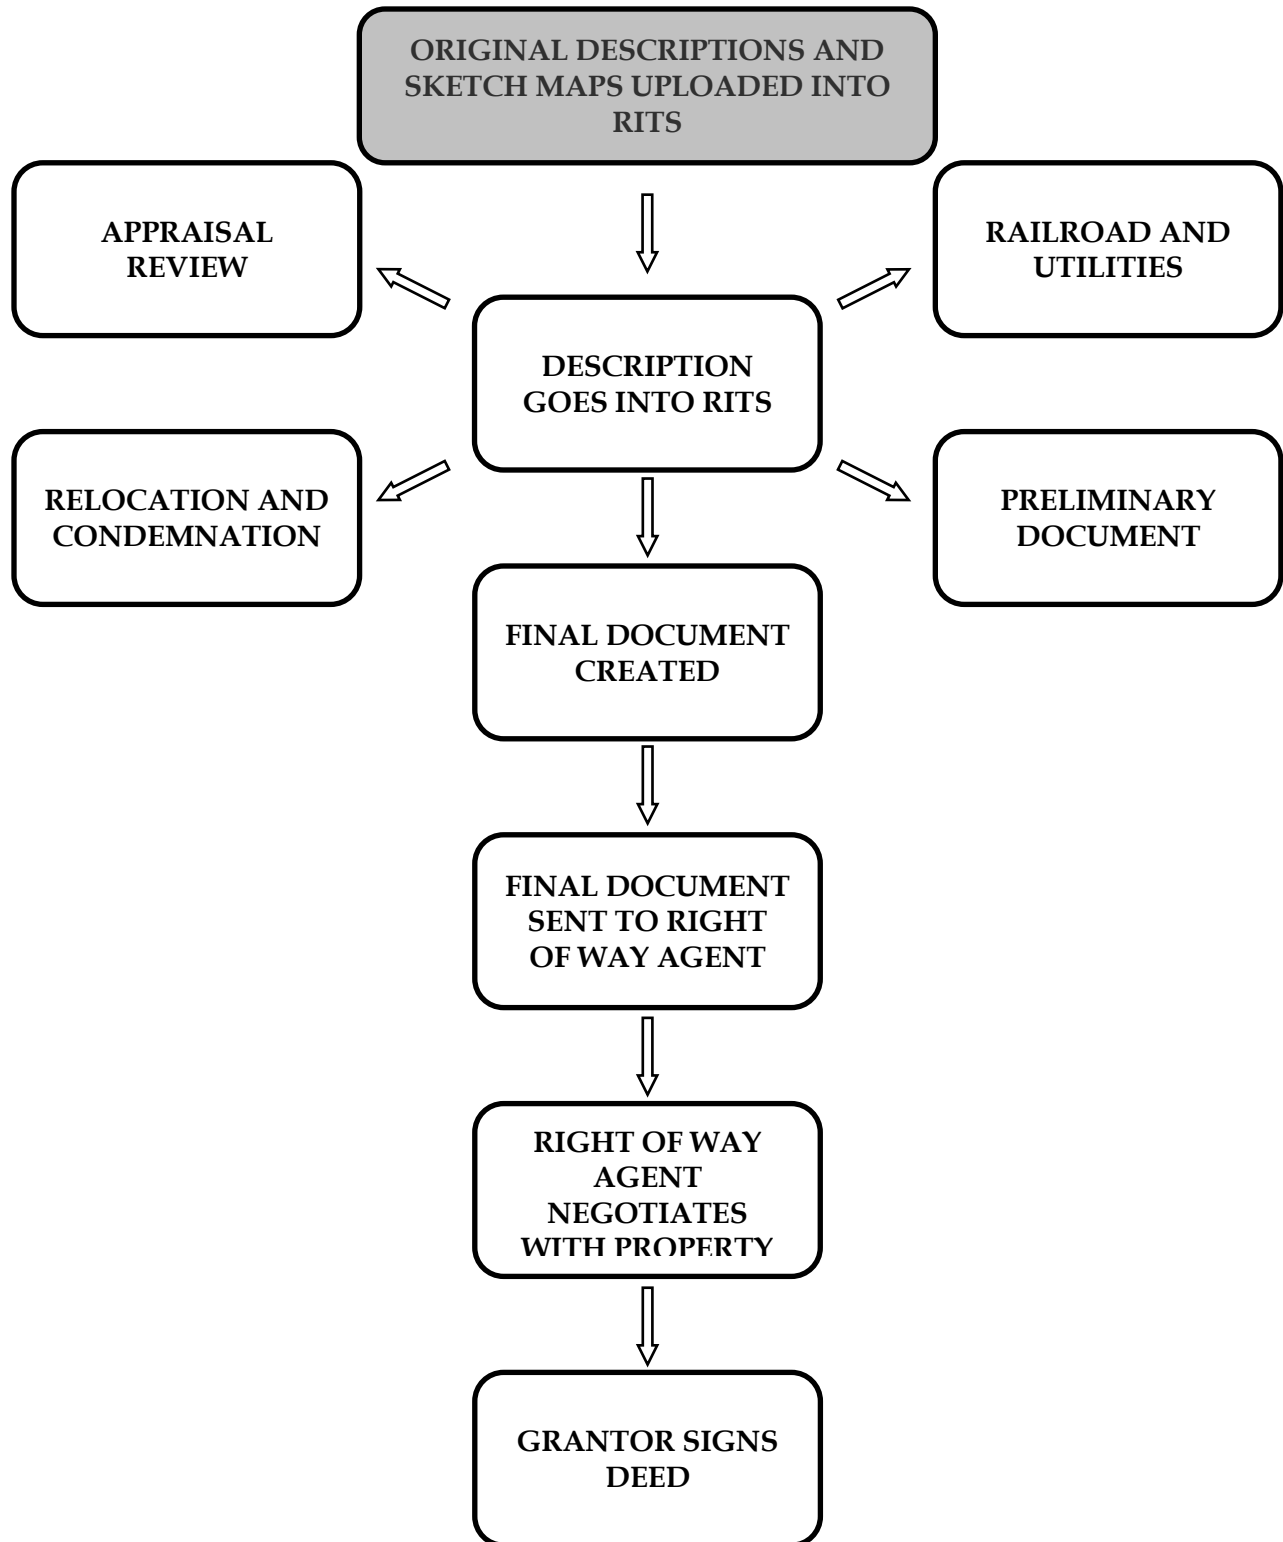 ORIGINAL DESCRIPTIONS AND
SKETCH MAPS UPLOADED INTO
RITS
APPRAISAL
REVIEW
RAILROAD AND
UTILITIES
DESCRIPTION
GOES INTO RITS
RELOCATION AND
CONDEMNATION
PRELIMINARY
DOCUMENT
FINAL DOCUMENT
CREATED
FINAL DOCUMENT
SENT TO RIGHT
OF WAY AGENT
RIGHT OF WAY
AGENT
NEGOTIATES
WITH PROPERTY
GRANTOR SIGNS
DEED